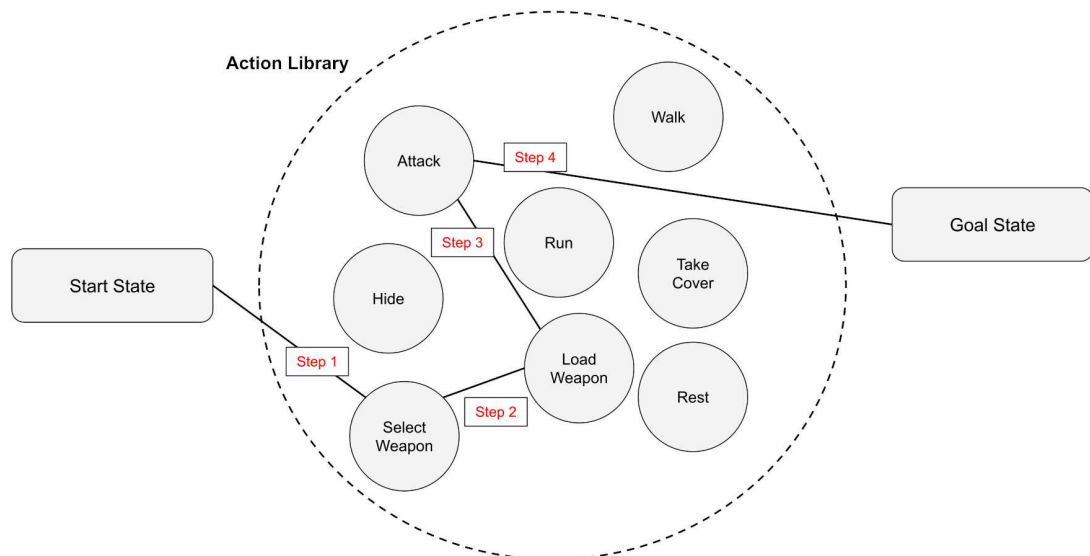 Action Library
Walk
Attack
Step 4
Goal State
Run
Step 3
Take
Cover
Start State
Hide
Step 1
Load
Weapon
Rest
Step 2
Select
Weapon